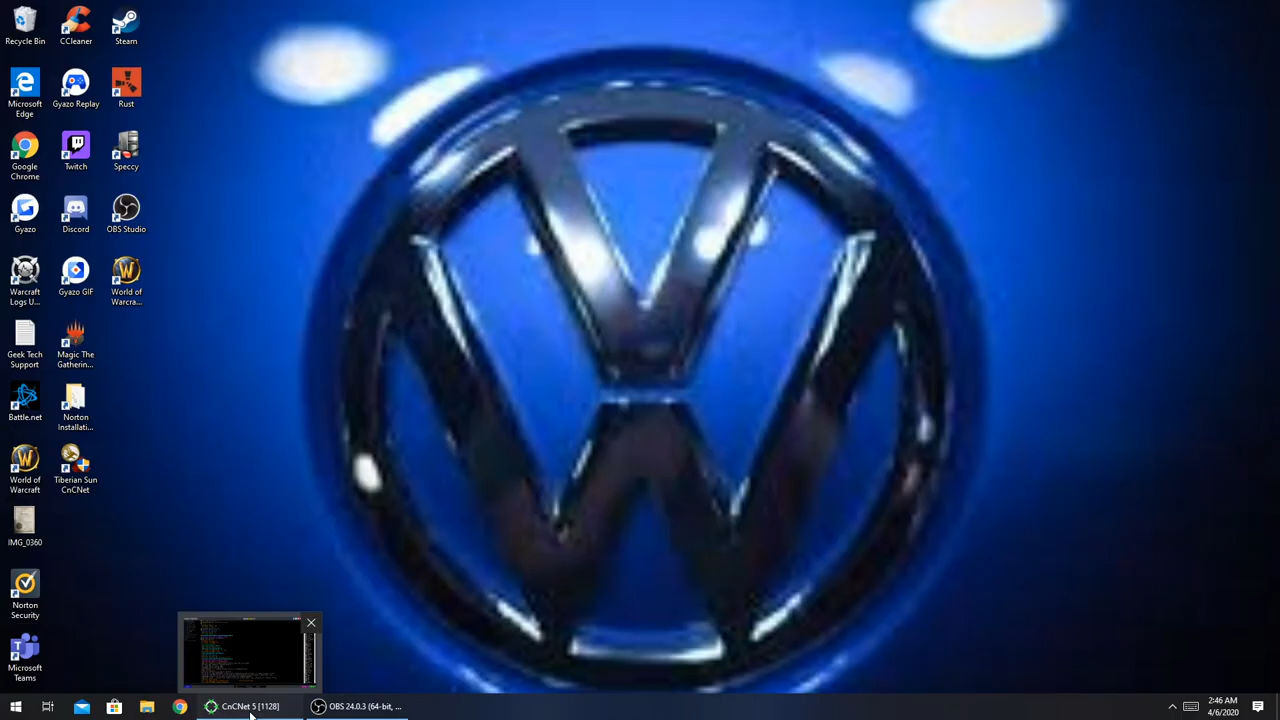 Recycle Bin
CCleaner
Steam
Microsoft
Edge
Gyazo Replay
Rust
Google
Chrome
Twitch
Speccy
Gyazo
Discord
OBS Studio
Warcraft
Logs U...
Gyazo GIF
World of
Warcra...
Geek Tech
Support
Magic The
Gatherin...
Battle.net
Norton
Installati...
World of
Warcraft
Tiberian Sun
CnCNet
IMG_0360
Norton
Security
Microsoft
Teams
CnCNet 5 [1128]
OBS 24.0.3 (64-bit, ...
2:46 AM
4/6/2020